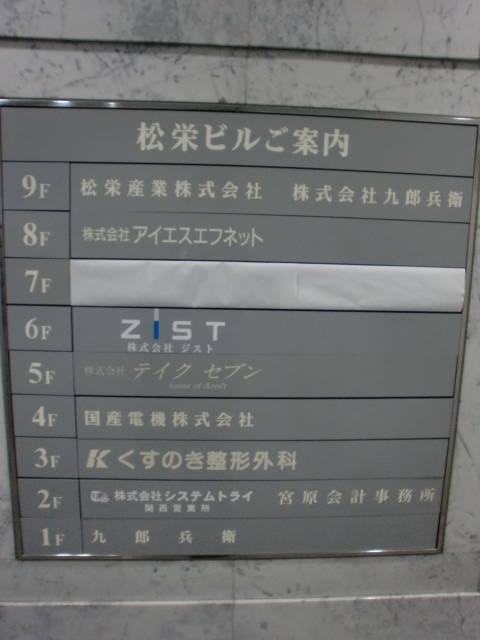 松栄ビルご案内
9F 松栄産業株式会社 株式会社九郎兵衛
8F 株式会社 アイエスエフネット
7F
6F ZIST
株式会社 ジスト
5F 株式会社 テイク セブン
4F 国産電機株式会社
3F K くすのき整形外科
2F 株式会社システムトライ 宮原会計事務所
関西営業所
1F 九郎兵衛